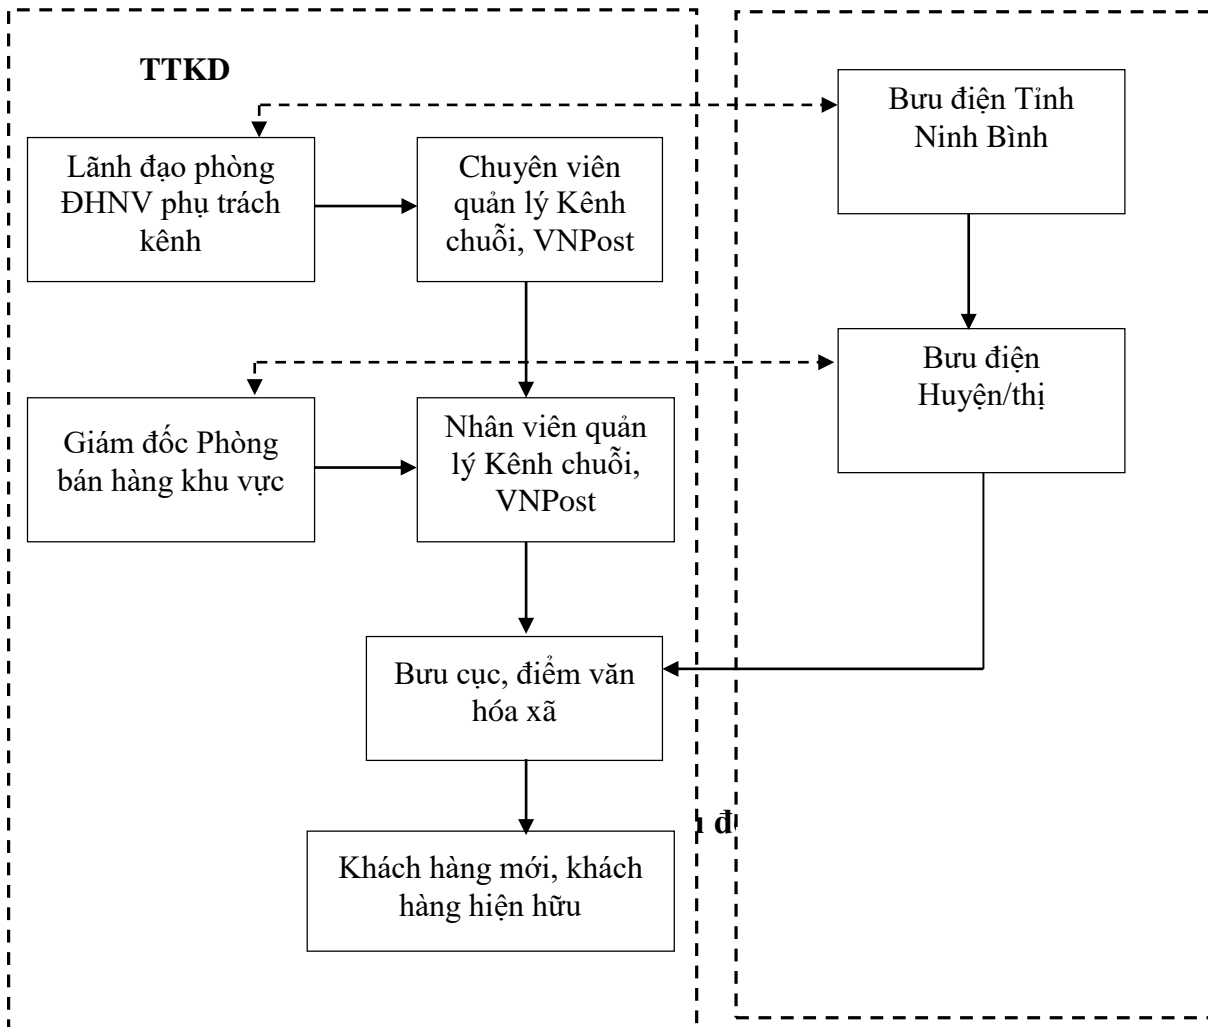 TTKD
Bưu điện Tỉnh
Ninh Bình
Lãnh đạo phòng
ĐHNV phụ trách
kênh
Chuyên viên
quản lý Kênh
chuỗi, VNPost
Bưu điện
Huyện/thị
Giám đốc Phòng
bán hàng khu vực
Nhân viên quản
lý Kênh chuỗi,
VNPost
Bưu cục, điểm văn
hóa xã
Khách hàng mới, khách
hàng hiện hữu